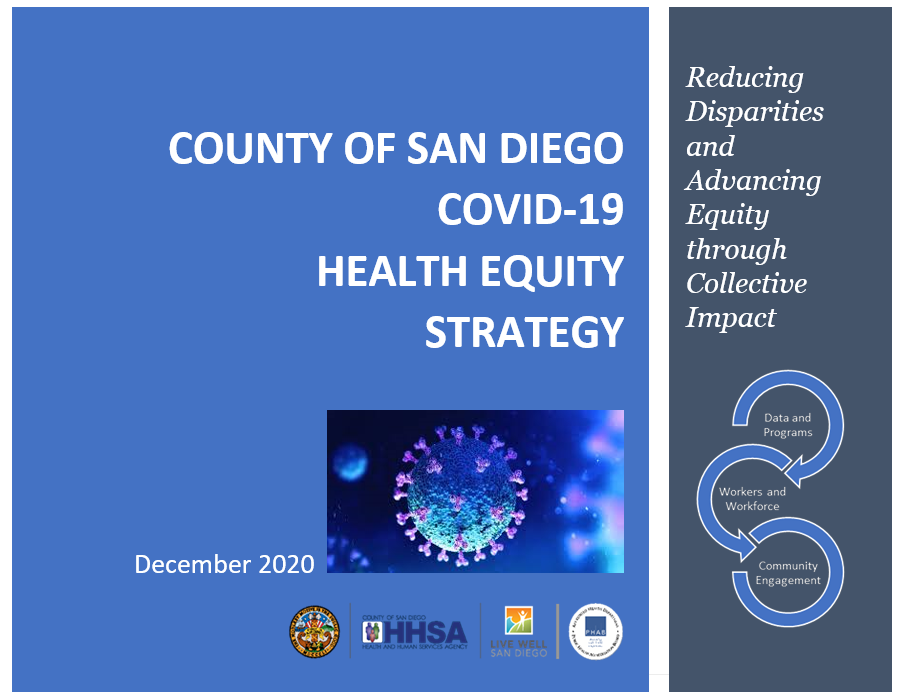 COUNTY OF SAN DIEGO
COVID-19
HEALTH EQUITY
STRATEGY
December 2020
COUNTY OF SAN DIEGO
HHSA
HEALTH AND HUMAN SERVICES AGENCY
LIVE WELL
SAN DIEGO
PHAB
Reducing
Disparities
and
Advancing
Equity
through
Collective
Impact
Data and
Programs
Workers and
Workforce
Community
Engagement